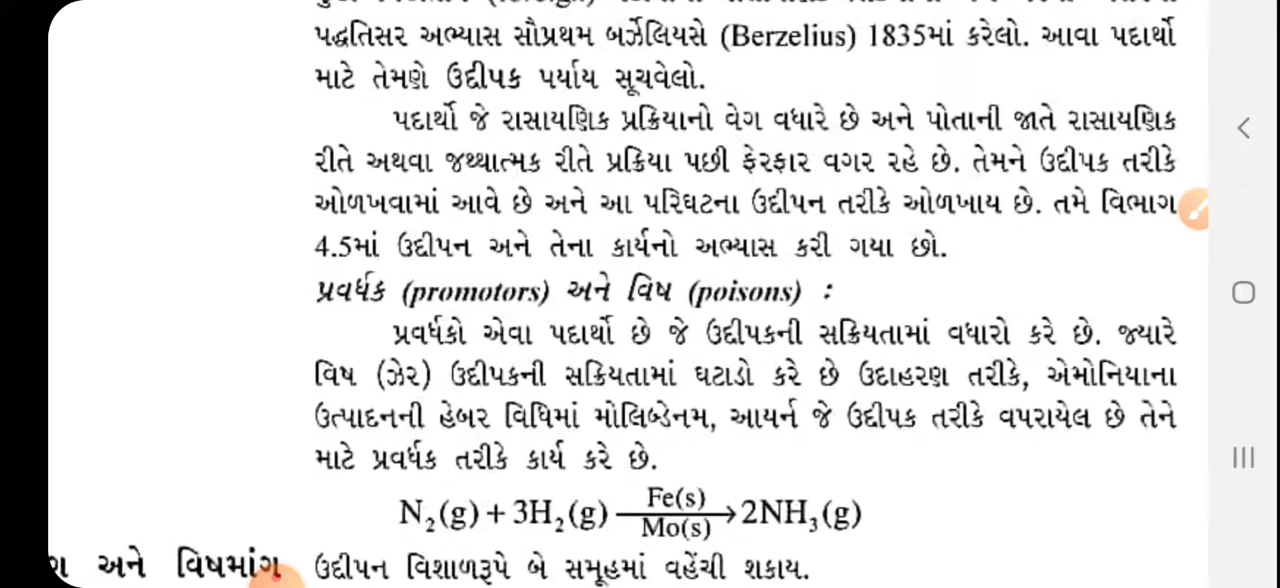 પદ્ધતિસર અભ્યાસ સૌપ્રથમ બર્ઝેલિયસે (Berzelius) 1835માં કરેલો. આવા પદાર્થો
માટે તેમણે ઉદ્દીપક પર્યાય સૂચવેલો.
પદાર્થો જે રાસાયણિક પ્રક્રિયાનો વેગ વધારે છે અને પોતાની જાતે રાસાયણિક
રીતે અથવા જથ્થાત્મક રીતે પ્રક્રિયા પછી ફેરફાર વગર રહે છે. તેમને ઉદ્દીપક તરીકે
ઓળખવામાં આવે છે અને આ પરિઘટના ઉદ્દીપન તરીકે ઓળખાય છે. તમે વિભાગ
4.5માં ઉદ્દીપન અને તેના કાર્યનો અભ્યાસ કરી ગયા છો.
પ્રવર્ધક (promotors) અને વિષ (poisons) :
પ્રવર્ધકો એવા પદાર્થો છે જે ઉદ્દીપકની સક્રિયતામાં વધારો કરે છે. જ્યારે
વિષ (ઝેર) ઉદ્દીપકની સક્રિયતામાં ઘટાડો કરે છે ઉદાહરણ તરીકે, એમોનિયાના
ઉત્પાદનની હેબર વિધિમાં મોલિબ્ડેનમ, આયર્ન જે ઉદ્દીપક તરીકે વપરાયેલ છે તેને
માટે પ્રવર્ધક તરીકે કાર્ય કરે છે.
N₂(g) + 3H₂(g) Fe(s) / Mo(s) → 2NH₃(g)
અને વિષમાંગ ઉદ્દીપન વિશાળરૂપે બે સમૂહમાં વહેંચી શકાય.